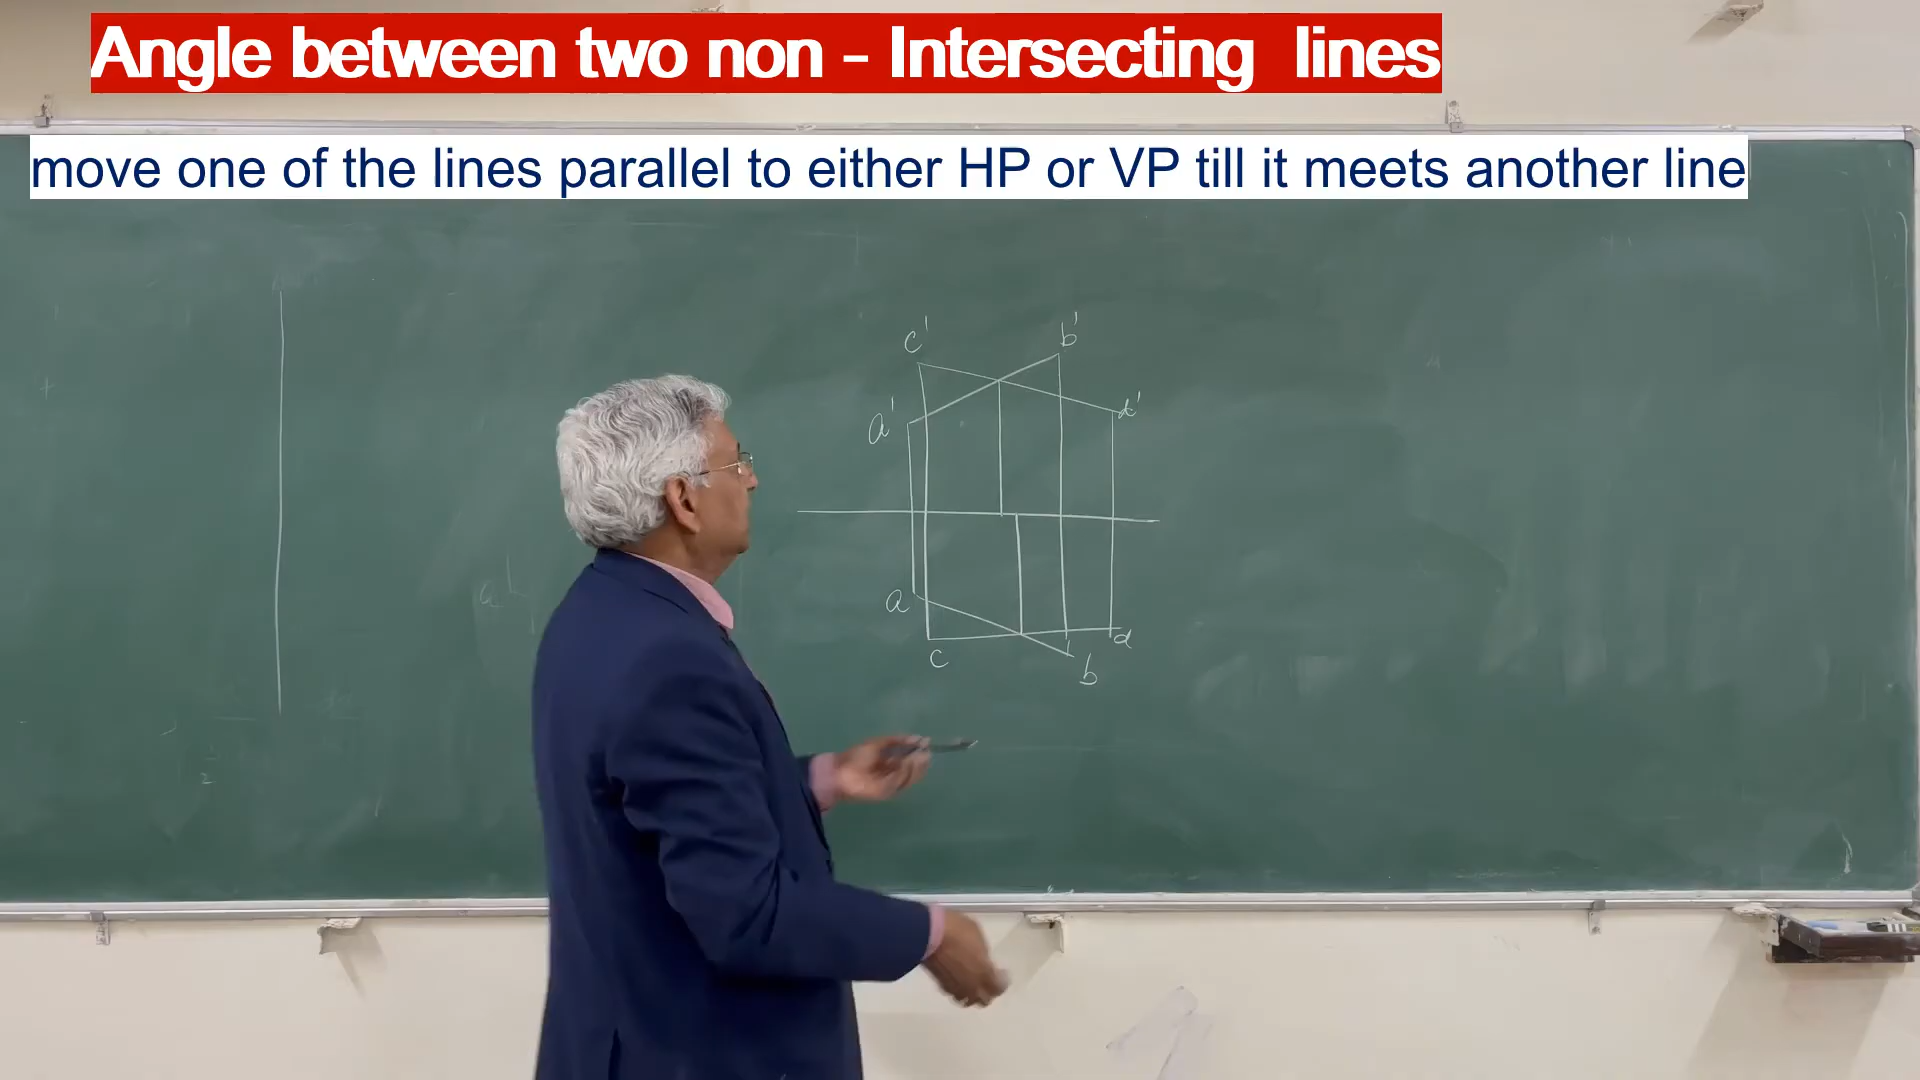 Angle between two non - Intersecting lines
move one of the lines parallel to either HP or VP till it meets another line
c' b'
a' d'
a
c d
b